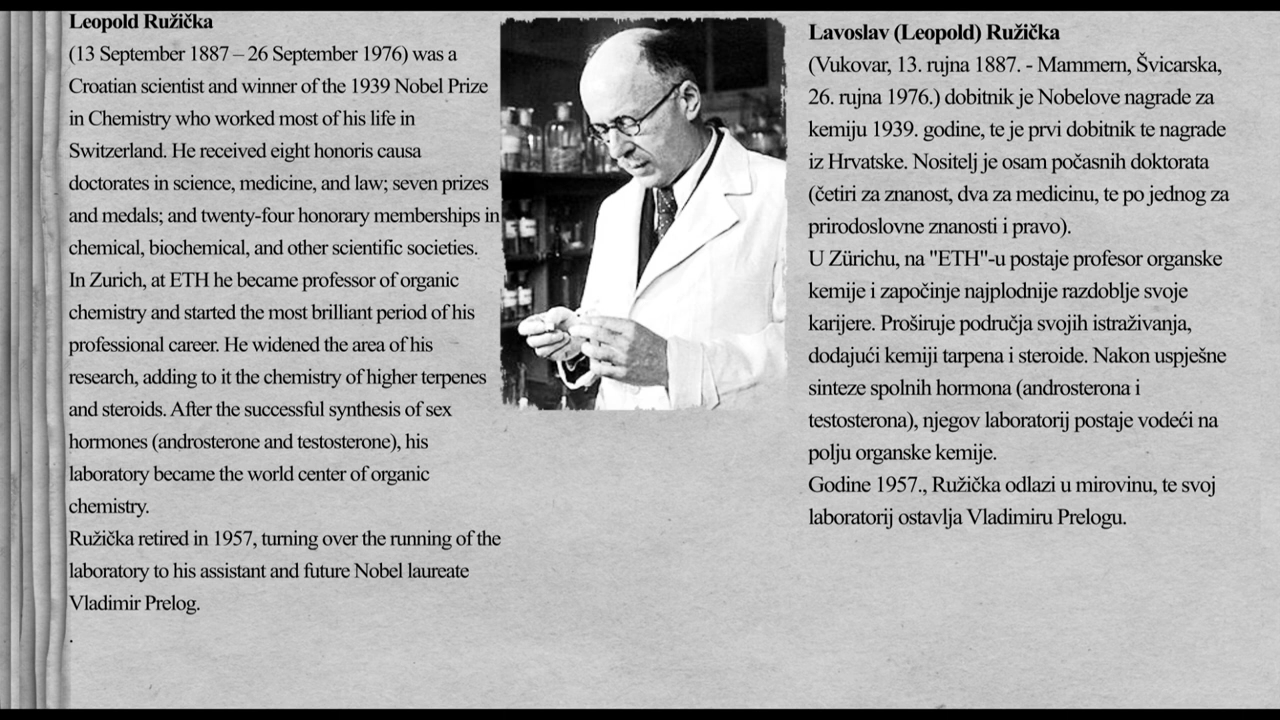 Leopold Ružička
(13 September 1887 – 26 September 1976) was a
Croatian scientist and winner of the 1939 Nobel Prize
in Chemistry who worked most of his life in
Switzerland. He received eight honoris causa
doctorates in science, medicine, and law; seven prizes
and medals; and twenty-four honorary memberships in
chemical, biochemical, and other scientific societies.
In Zurich, at ETH he became professor of organic
chemistry and started the most brilliant period of his
professional career. He widened the area of his
research, adding to it the chemistry of higher terpenes
and steroids. After the successful synthesis of sex
hormones (androsterone and testosterone), his
laboratory became the world center of organic
chemistry.
Ružička retired in 1957, turning over the running of the
laboratory to his assistant and future Nobel laureate
Vladimir Prelog.
.
Lavoslav (Leopold) Ružička
(Vukovar, 13. rujna 1887. - Mammern, Švicarska,
26. rujna 1976.) dobitnik je Nobelove nagrade za
kemiju 1939. godine, te je prvi dobitnik te nagrade
iz Hrvatske. Nositelj je osam počasnih doktorata
(četiri za znanost, dva za medicinu, te po jednog za
prirodoslovne znanosti i pravo).
U Zürichu, na "ETH"-u postaje profesor organske
kemije i započinje najplodnije razdoblje svoje
karijere. Proširuje područja svojih istraživanja,
dodajući kemiji tarpena i steroide. Nakon uspješne
sinteze spolnih hormona (androsterona i
testosterona), njegov laboratorij postaje vodeći na
polju organske kemije.
Godine 1957., Ružička odlazi u mirovinu, te svoj
laboratorij ostavlja Vladimiru Prelogu.